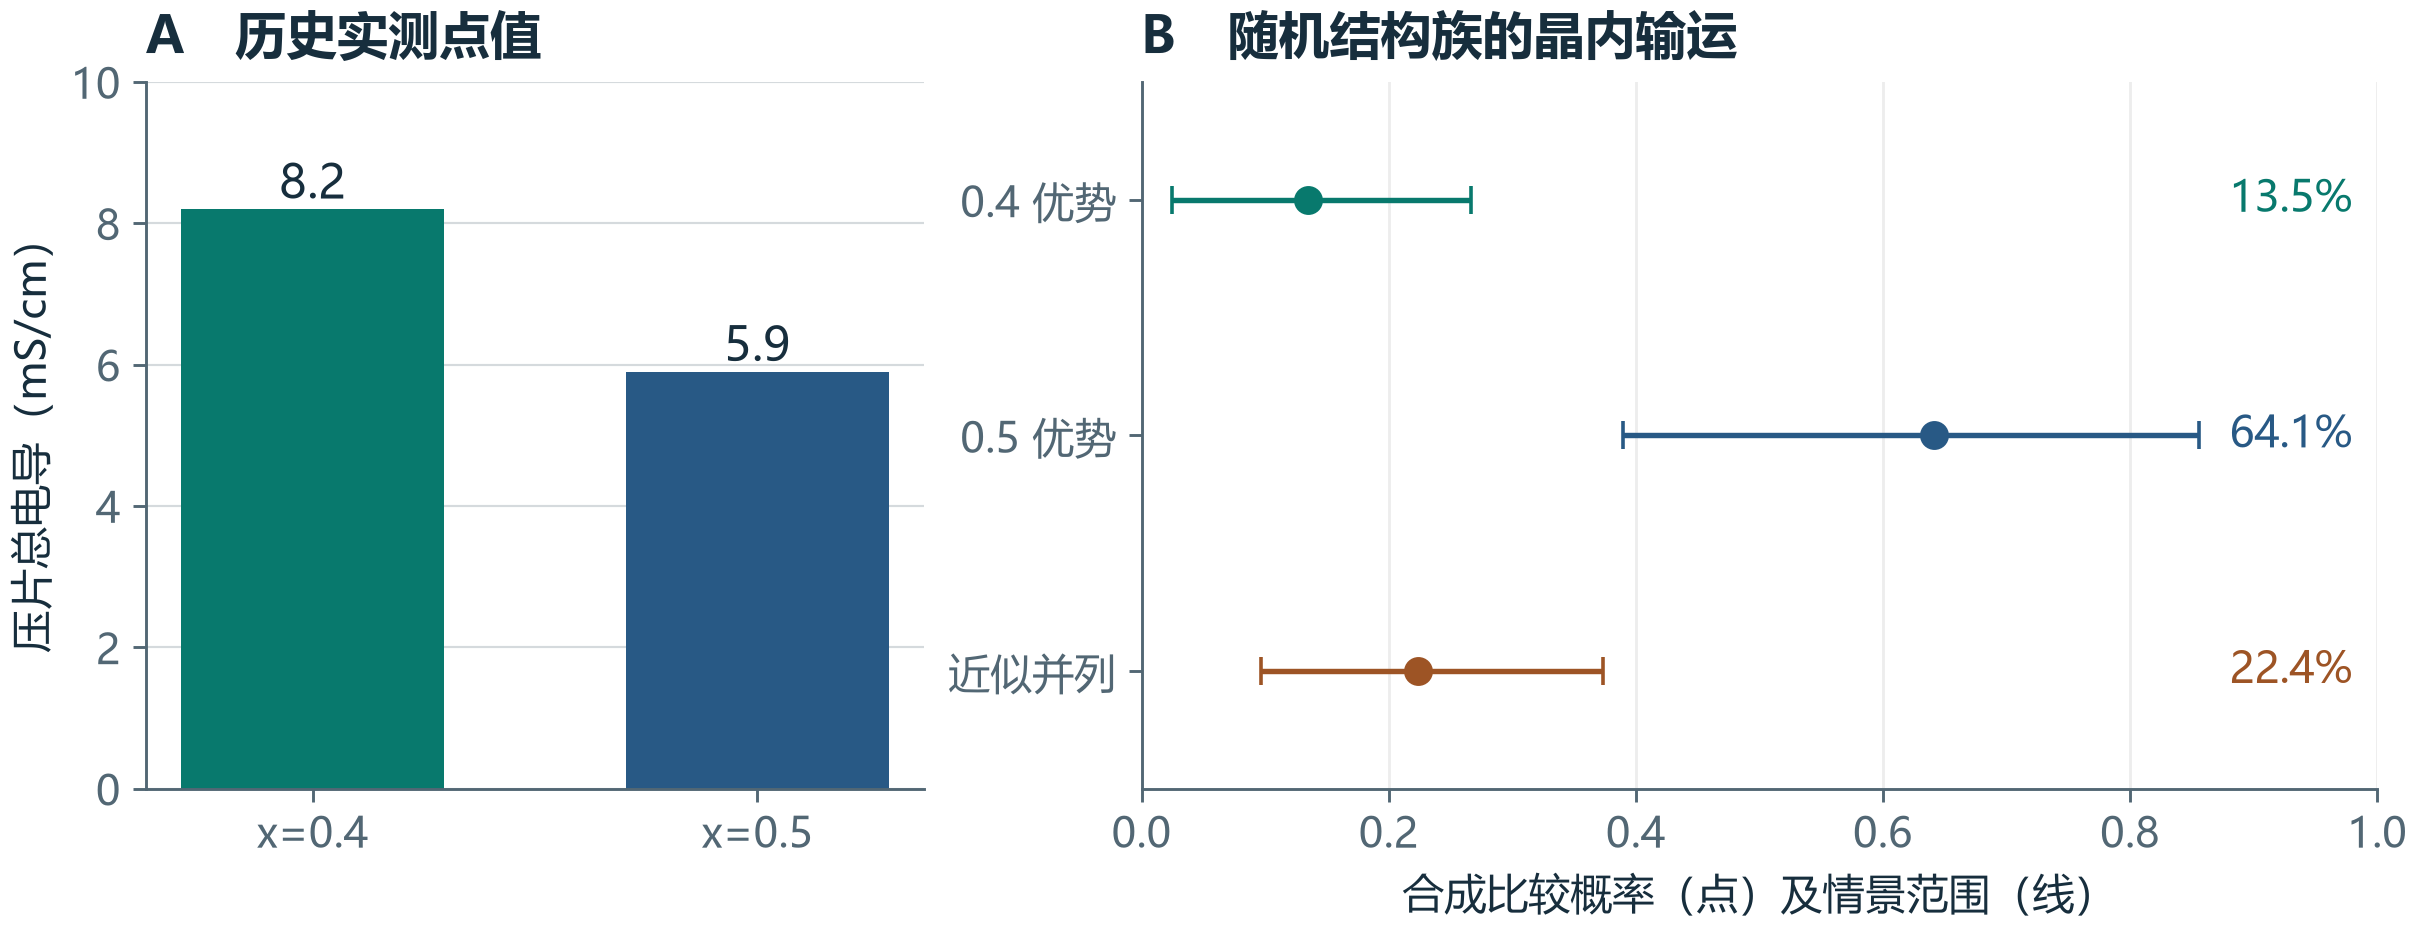 A 历史实测点值
压片总电导（mS/cm）
10
8
6
4
2
0
8.2
5.9
x=0.4
x=0.5
B 随机结构族的晶内输运
0.4 优势
13.5%
0.5 优势
64.1%
近似并列
22.4%
0.0
0.2
0.4
0.6
0.8
1.0
合成比较概率（点）及情景范围（线）